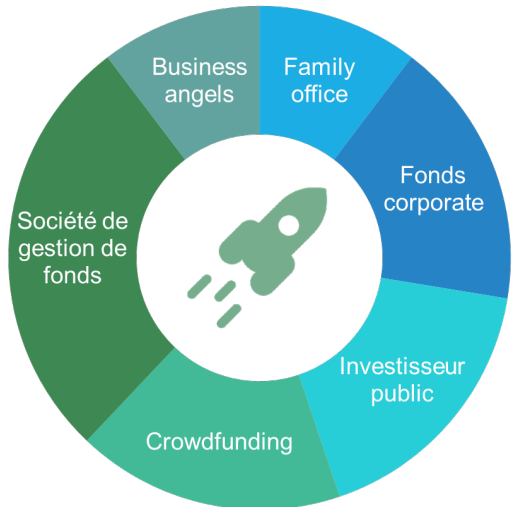 Business
angels
Family
office
Fonds
corporate
Société de
gestion de
fonds
Investisseur
public
Crowdfunding